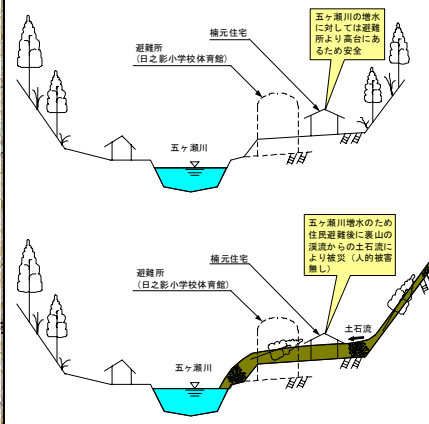 五ヶ瀬川の増水
に対しては避難
所より高台にあ
るため安全
楠元住宅
避難所
(日之影小学校体育館)
五ヶ瀬川
五ヶ瀬川増水のため
住民避難後に裏山の
渓流からの土石流に
より被災（人的被害
無し）
楠元住宅
避難所
(日之影小学校体育館)
土石流
五ヶ瀬川